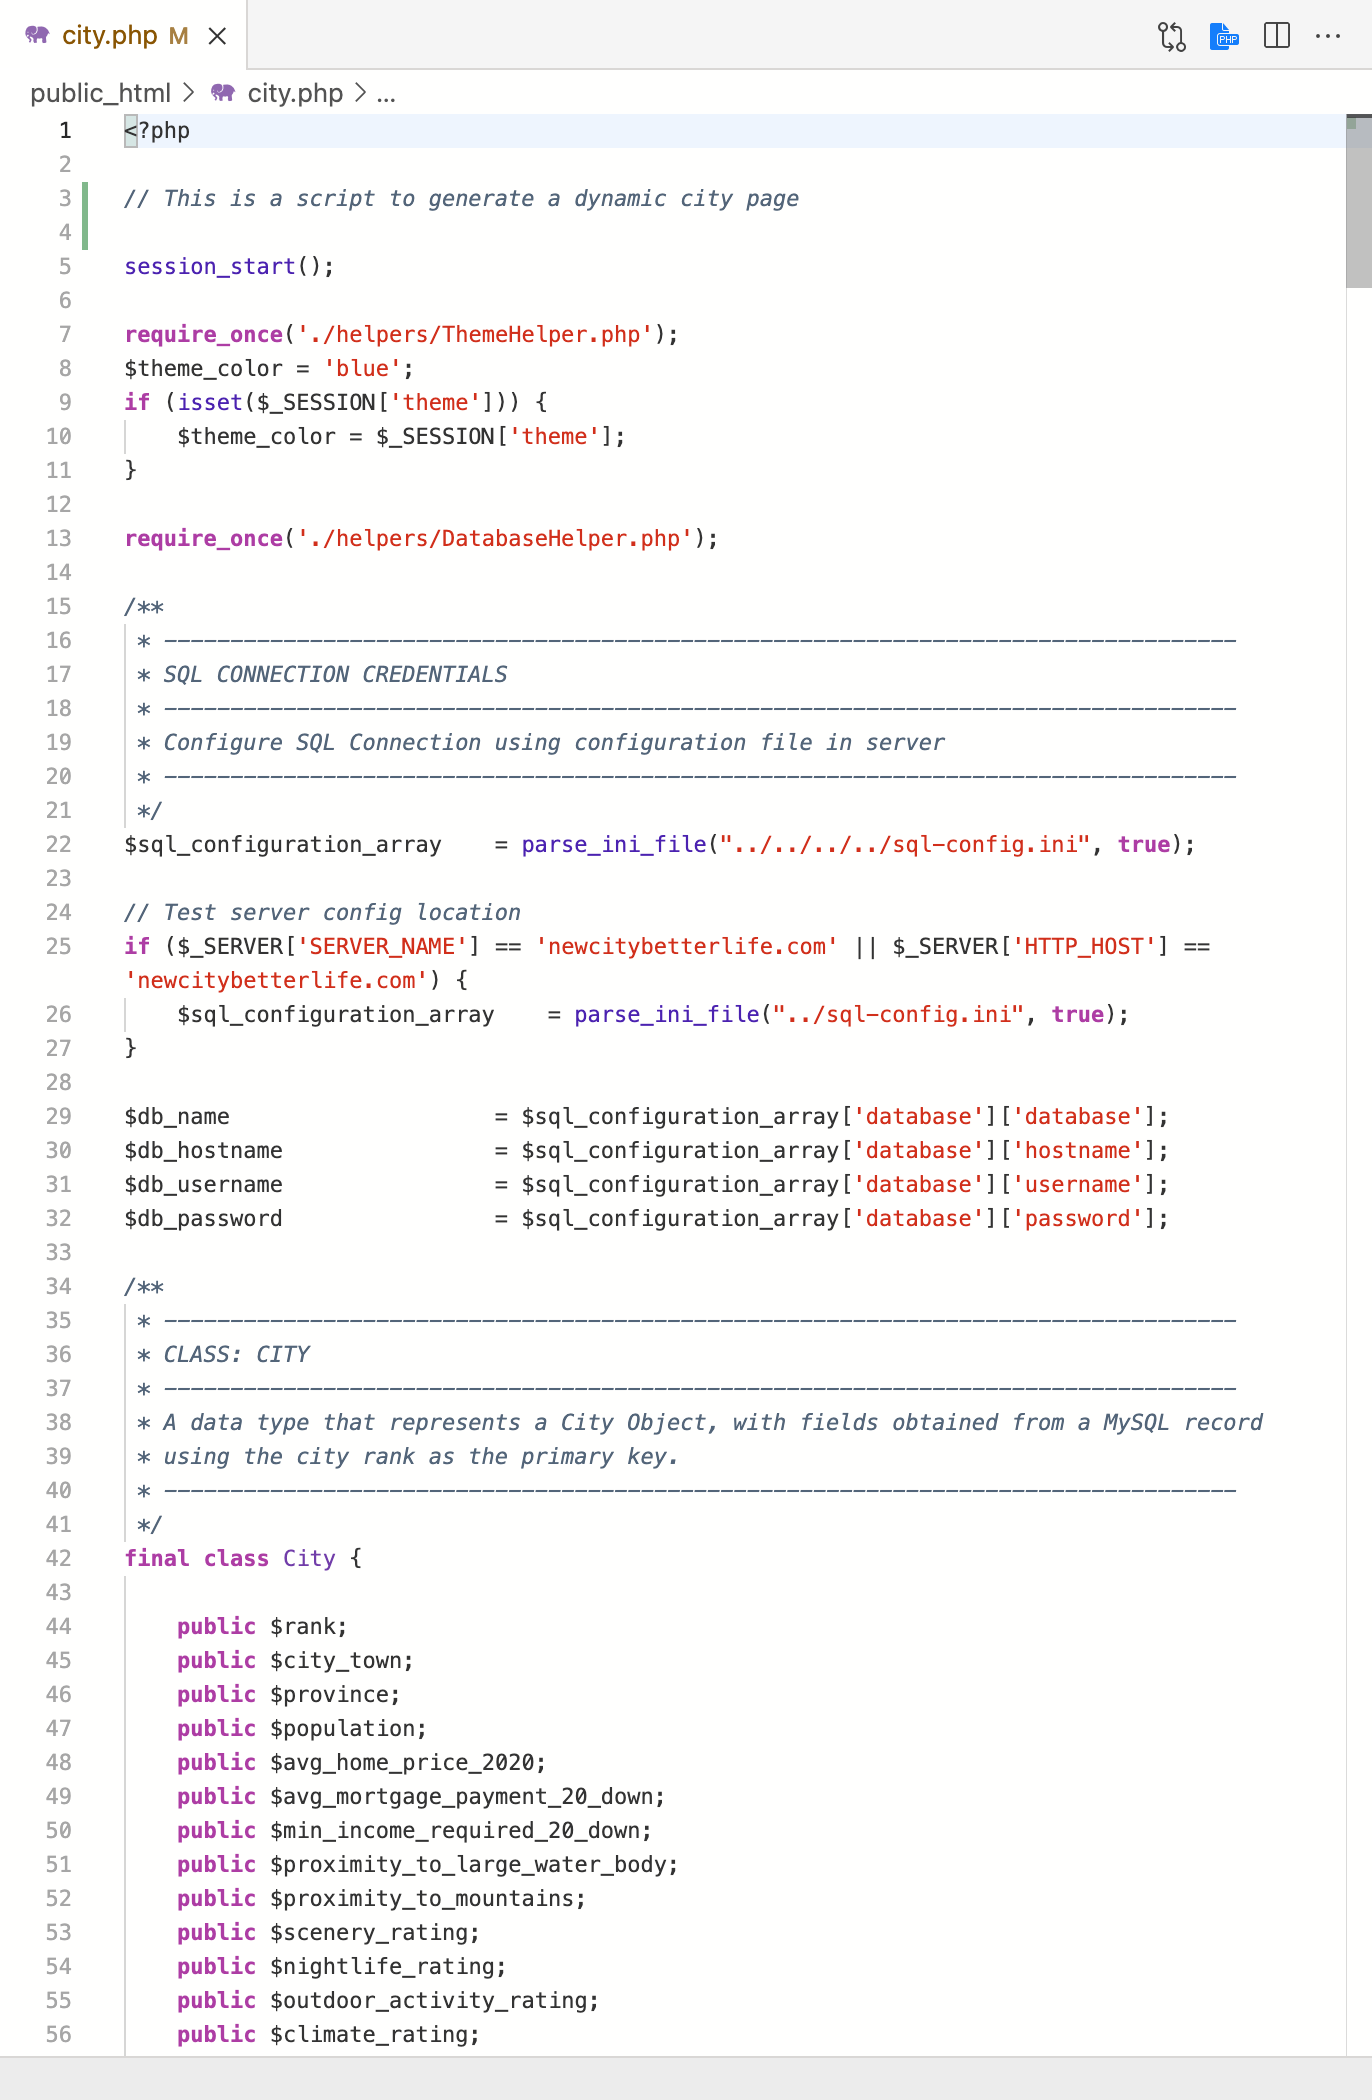 city.php M
public_html > city.php > ...
1 <?php
2
3 // This is a script to generate a dynamic city page
4
5 session_start();
6
7 require_once('./helpers/ThemeHelper.php');
8 $theme_color = 'blue';
9 if (isset($_SESSION['theme'])) {
10     $theme_color = $_SESSION['theme'];
11 }
12
13 require_once('./helpers/DatabaseHelper.php');
14
15 /**
16  * ---------------------------------------------------------------------------------
17  * SQL CONNECTION CREDENTIALS
18  * ---------------------------------------------------------------------------------
19  * Configure SQL Connection using configuration file in server
20  * ---------------------------------------------------------------------------------
21  */
22 $sql_configuration_array    = parse_ini_file("../../../../sql-config.ini", true);
23
24 // Test server config location
25 if ($_SERVER['SERVER_NAME'] == 'newcitybetterlife.com' || $_SERVER['HTTP_HOST'] ==
'newcitybetterlife.com') {
26     $sql_configuration_array    = parse_ini_file("../sql-config.ini", true);
27 }
28
29 $db_name                    = $sql_configuration_array['database']['database'];
30 $db_hostname                = $sql_configuration_array['database']['hostname'];
31 $db_username                = $sql_configuration_array['database']['username'];
32 $db_password                = $sql_configuration_array['database']['password'];
33
34 /**
35  * ---------------------------------------------------------------------------------
36  * CLASS: CITY
37  * ---------------------------------------------------------------------------------
38  * A data type that represents a City Object, with fields obtained from a MySQL record
39  * using the city rank as the primary key.
40  * ---------------------------------------------------------------------------------
41  */
42 final class City {
43
44     public $rank;
45     public $city_town;
46     public $province;
47     public $population;
48     public $avg_home_price_2020;
49     public $avg_mortgage_payment_20_down;
50     public $min_income_required_20_down;
51     public $proximity_to_large_water_body;
52     public $proximity_to_mountains;
53     public $scenery_rating;
54     public $nightlife_rating;
55     public $outdoor_activity_rating;
56     public $climate_rating;